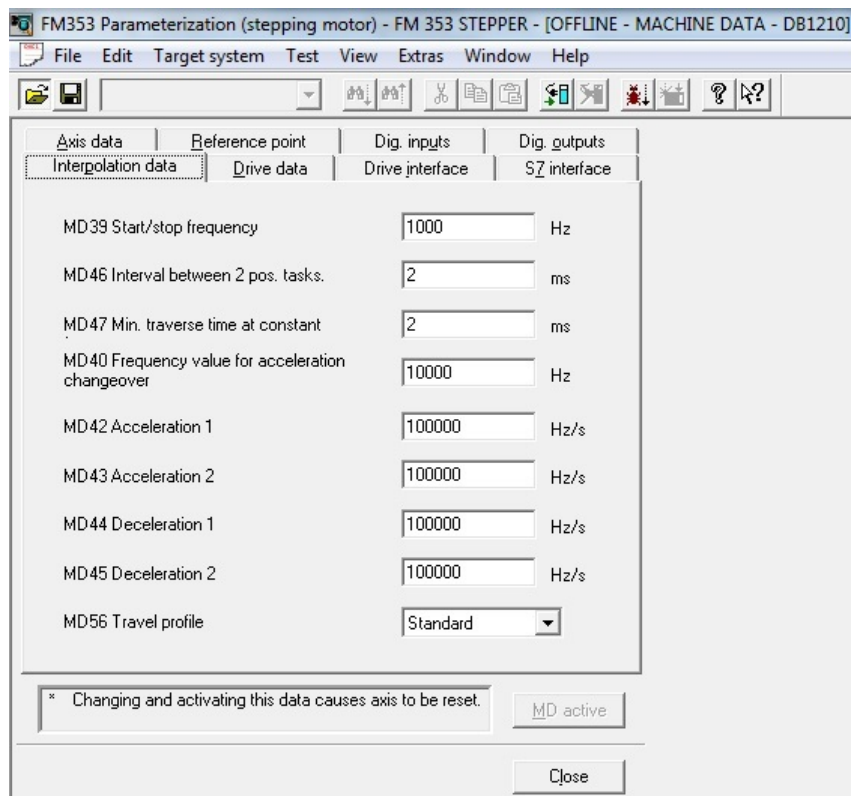 FM353 Parameterization (stepping motor) - FM 353 STEPPER - [OFFLINE - MACHINE DATA - DB1210]
File Edit Target system Test View Extras Window Help
Axis data Reference point Dig. inputs Dig. outputs
Interpolation data Drive data Drive interface S7 interface
MD39 Start/stop frequency 1000 Hz
MD46 Interval between 2 pos. tasks. 2 ms
MD47 Min. traverse time at constant 2 ms
MD40 Frequency value for acceleration
changeover 10000 Hz
MD42 Acceleration 1 100000 Hz/s
MD43 Acceleration 2 100000 Hz/s
MD44 Deceleration 1 100000 Hz/s
MD45 Deceleration 2 100000 Hz/s
MD56 Travel profile Standard
* Changing and activating this data causes axis to be reset. MD active
Close